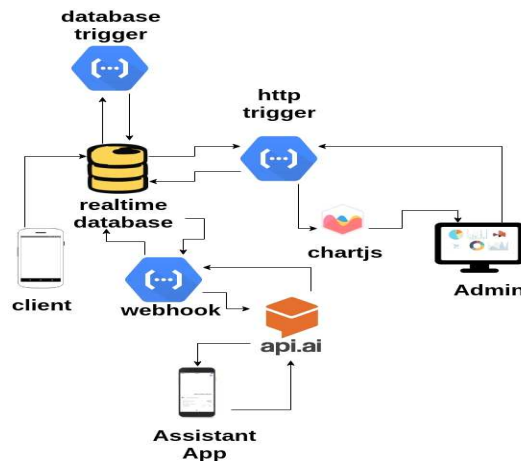 database
trigger
http
trigger
realtime
database
chartjs
client
webhook
Admin
api.ai
Assistant
App